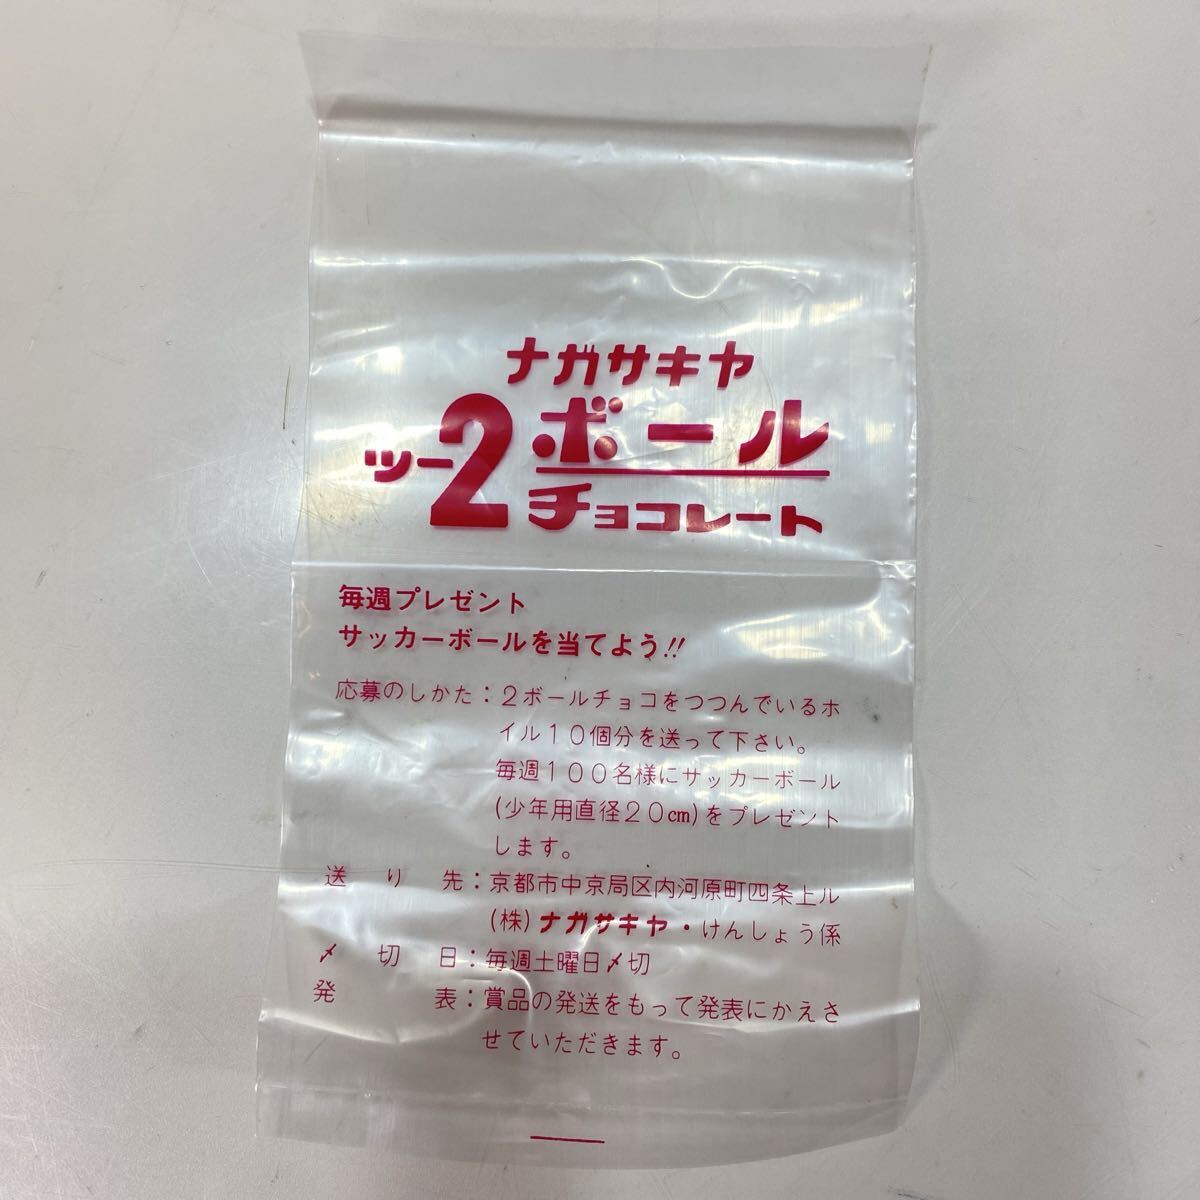 ナガサキヤ
ツー2ボール
チョコレート
毎週プレゼント
サッカーボールを当てよう!!
応募のしかた：２ボールチョコをつつんでいるホ
イル１０個分を送って下さい。
毎週１００名様にサッカーボール
(少年用直径２０㎝)をプレゼント
します。
送り先：京都市中京局区内河原町四条上ル
(株)ナガサキヤ・けんしょう係
〆切日：毎週土曜日〆切
発表：賞品の発送をもって発表にかえさ
せていただきます。